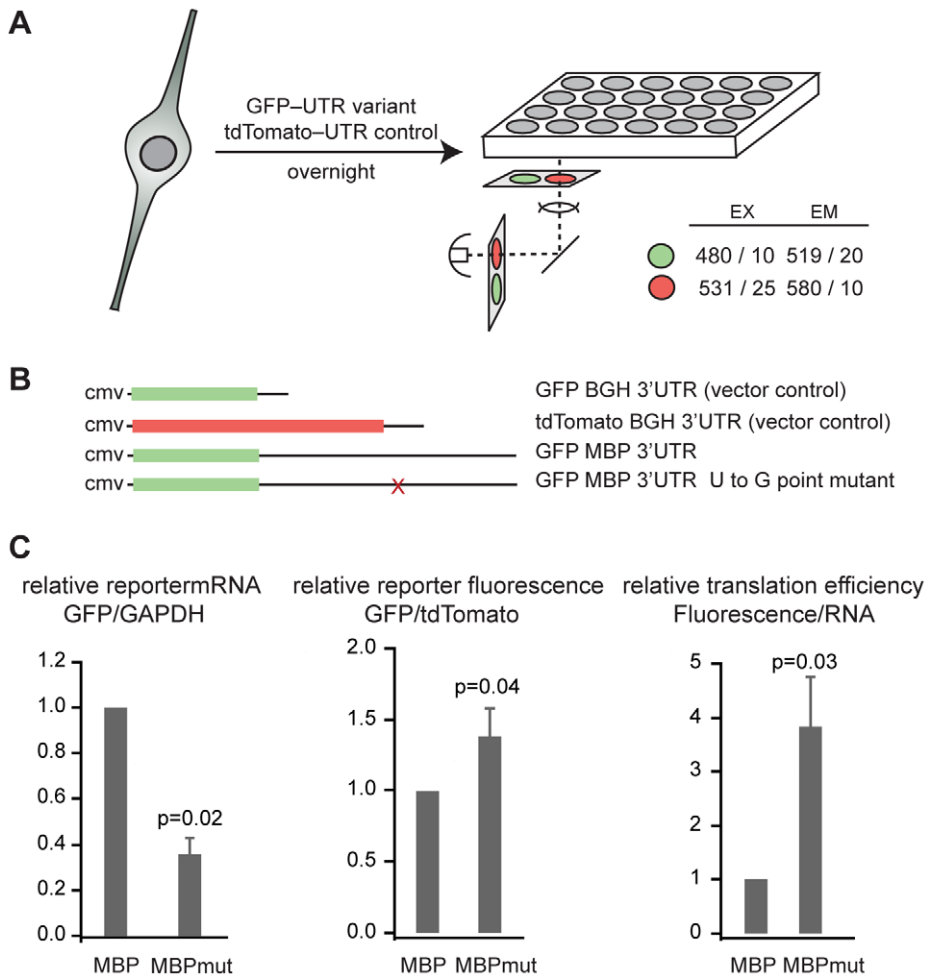 A
GFP–UTR variant
tdTomato–UTR control
overnight
EX EM
480 / 10 519 / 20
531 / 25 580 / 10
B
cmv GFP BGH 3'UTR (vector control)
cmv tdTomato BGH 3'UTR (vector control)
cmv GFP MBP 3'UTR
cmv X GFP MBP 3'UTR U to G point mutant
C
relative reportermRNA
GFP/GAPDH
1.2
1.0
0.8
0.6
0.4
0.2
0.0
p=0.02
MBP MBPmut
relative reporter fluorescence
GFP/tdTomato
2.0
1.5
1.0
0.5
0.0
p=0.04
MBP MBPmut
relative translation efficiency
Fluorescence/RNA
5
4
3
2
1
0
p=0.03
MBP MBPmut